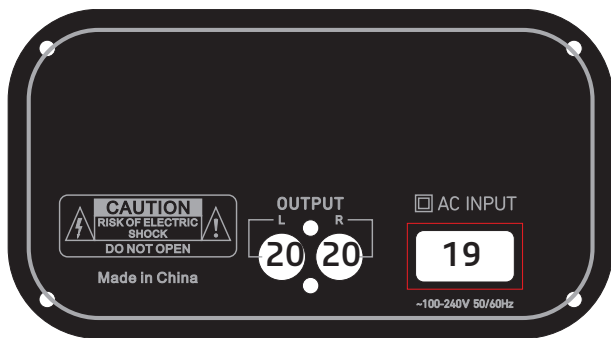 CAUTION
RISK OF ELECTRIC
SHOCK
DO NOT OPEN
Made in China
OUTPUT
L R
20 20
AC INPUT
19
~100-240V 50/60Hz